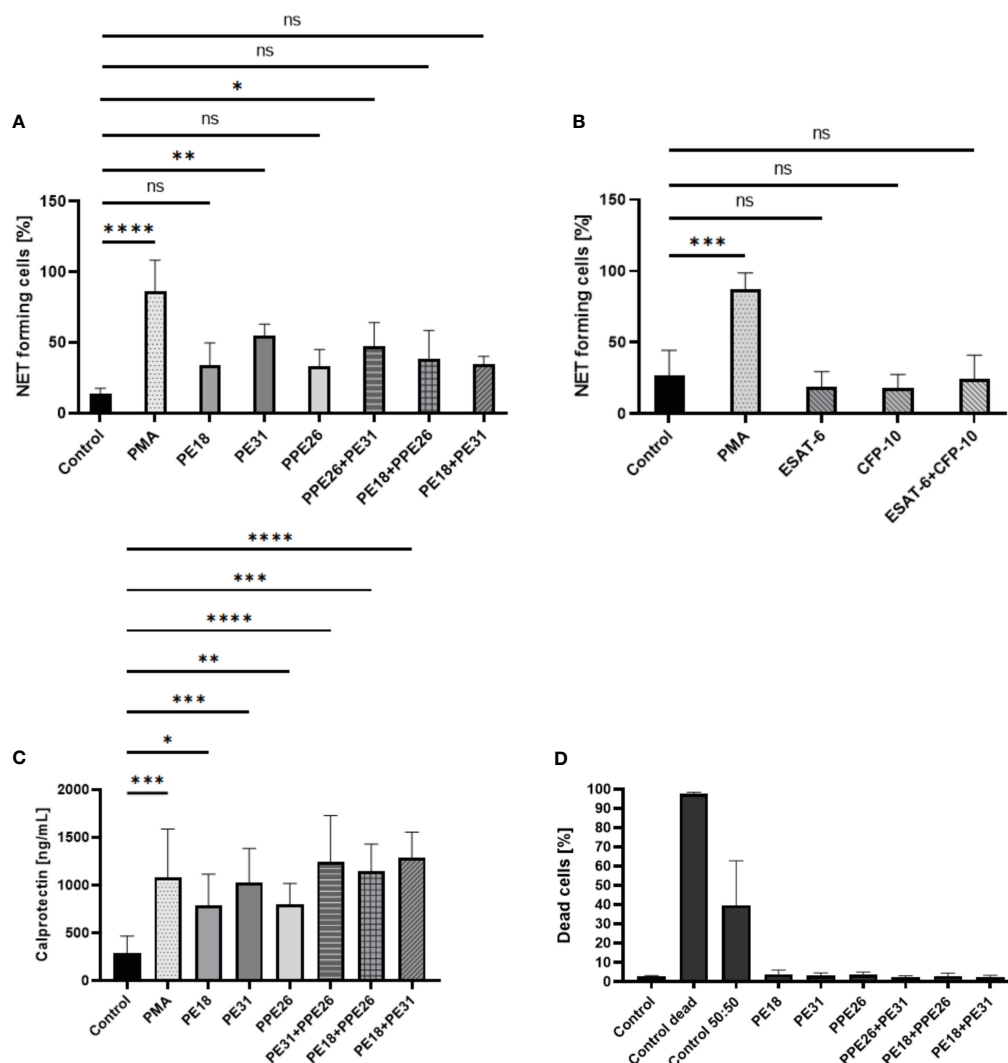 A
ns
ns
*
ns
**
ns
****
NET forming cells [%]
150
100
50
0
Control
PMA
PE18
PE31
PPE26
PPE26+PE31
PE18+PPE26
PE18+PE31
B
ns
ns
ns
***
NET forming cells [%]
150
100
50
0
Control
PMA
ESAT-6
CFP-10
ESAT-6+CFP-10
C
****
***
****
**
***
*
***
Calprotectin [ng/mL]
2000
1500
1000
500
0
Control
PMA
PE18
PE31
PPE26
PE31+PPE26
PE18+PPE26
PE18+PE31
D
Dead cells [%]
100
90
80
70
60
50
40
30
20
10
0
Control
Control dead
Control 50:50
PE18
PE31
PPE26
PPE26+PE31
PE18+PPE26
PE18+PE31